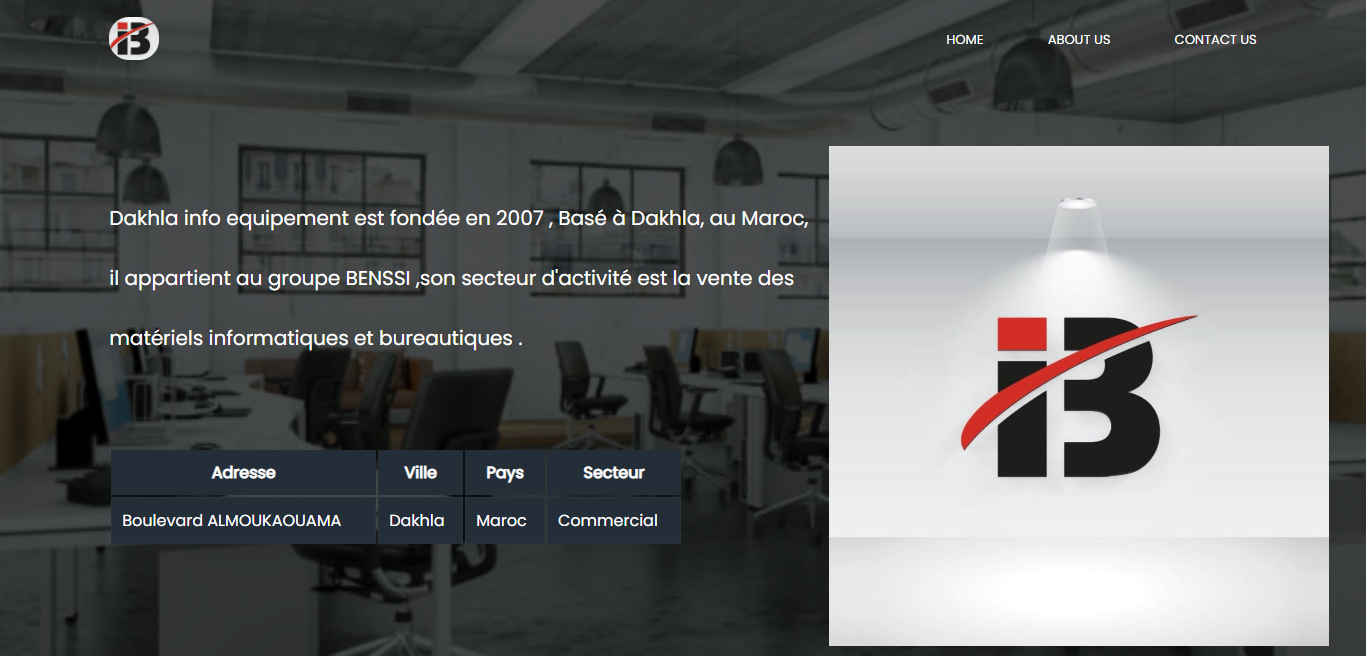 iB
HOME
ABOUT US
CONTACT US
Dakhla info equipement est fondée en 2007 , Basé à Dakhla, au Maroc,
il appartient au groupe BENSSI ,son secteur d'activité est la vente des
matériels informatiques et bureautiques .
iB
Adresse Ville Pays Secteur
Boulevard ALMOUKAOUAMA Dakhla Maroc Commercial